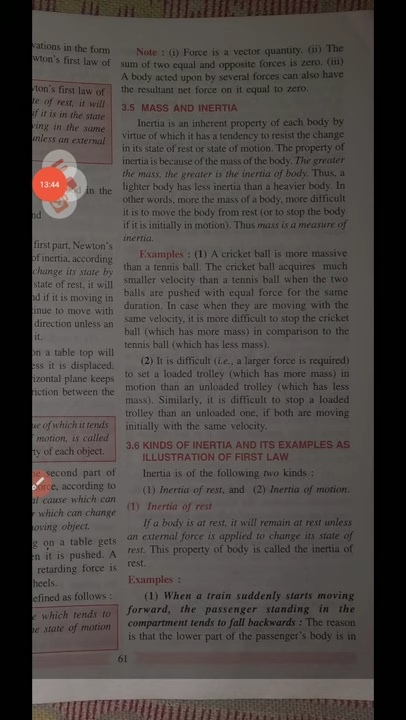 vations in the form
wton's first law of
ton's first law of
te of rest, it will
if it is in the state
ving in the same
unless an external
13:44
d in the
nd
first part, Newton's
of inertia, according
change its state by
state of rest, it will
nd if it is moving in
tinue to move with
direction unless an
it.
on a table top will
ess it is displaced.
rizontal plane keeps
riction between the
ue of which it tends
motion, is called
rty of each object.
e second part of
orce, according to
al cause which can
r which can change
moving object.
g on a table gets
en it is pushed. A
retarding force is
heels.
efined as follows :
e which tends to
he state of motion
Note : (i) Force is a vector quantity. (ii) The
sum of two equal and opposite forces is zero. (iii)
A body acted upon by several forces can also have
the resultant net force on it equal to zero.
3.5 MASS AND INERTIA
Inertia is an inherent property of each body by
virtue of which it has a tendency to resist the change
in its state of rest or state of motion. The property of
inertia is because of the mass of the body. The greater
the mass, the greater is the inertia of body. Thus, a
lighter body has less inertia than a heavier body. In
other words, more the mass of a body, more difficult
it is to move the body from rest (or to stop the body
if it is initially in motion). Thus mass is a measure of
inertia.
Examples : (1) A cricket ball is more massive
than a tennis ball. The cricket ball acquires much
smaller velocity than a tennis ball when the two
balls are pushed with equal force for the same
duration. In case when they are moving with the
same velocity, it is more difficult to stop the cricket
ball (which has more mass) in comparison to the
tennis ball (which has less mass).
(2) It is difficult (i.e., a larger force is required)
to set a loaded trolley (which has more mass) in
motion than an unloaded trolley (which has less
mass). Similarly, it is difficult to stop a loaded
trolley than an unloaded one, if both are moving
initially with the same velocity.
3.6 KINDS OF INERTIA AND ITS EXAMPLES AS
ILLUSTRATION OF FIRST LAW
Inertia is of the following two kinds :
(1) Inertia of rest, and (2) Inertia of motion.
(1) Inertia of rest
If a body is at rest, it will remain at rest unless
an external force is applied to change its state of
rest. This property of body is called the inertia of
rest.
Examples :
(1) When a train suddenly starts moving
forward, the passenger standing in the
compartment tends to fall backwards : The reason
is that the lower part of the passenger's body is in
61